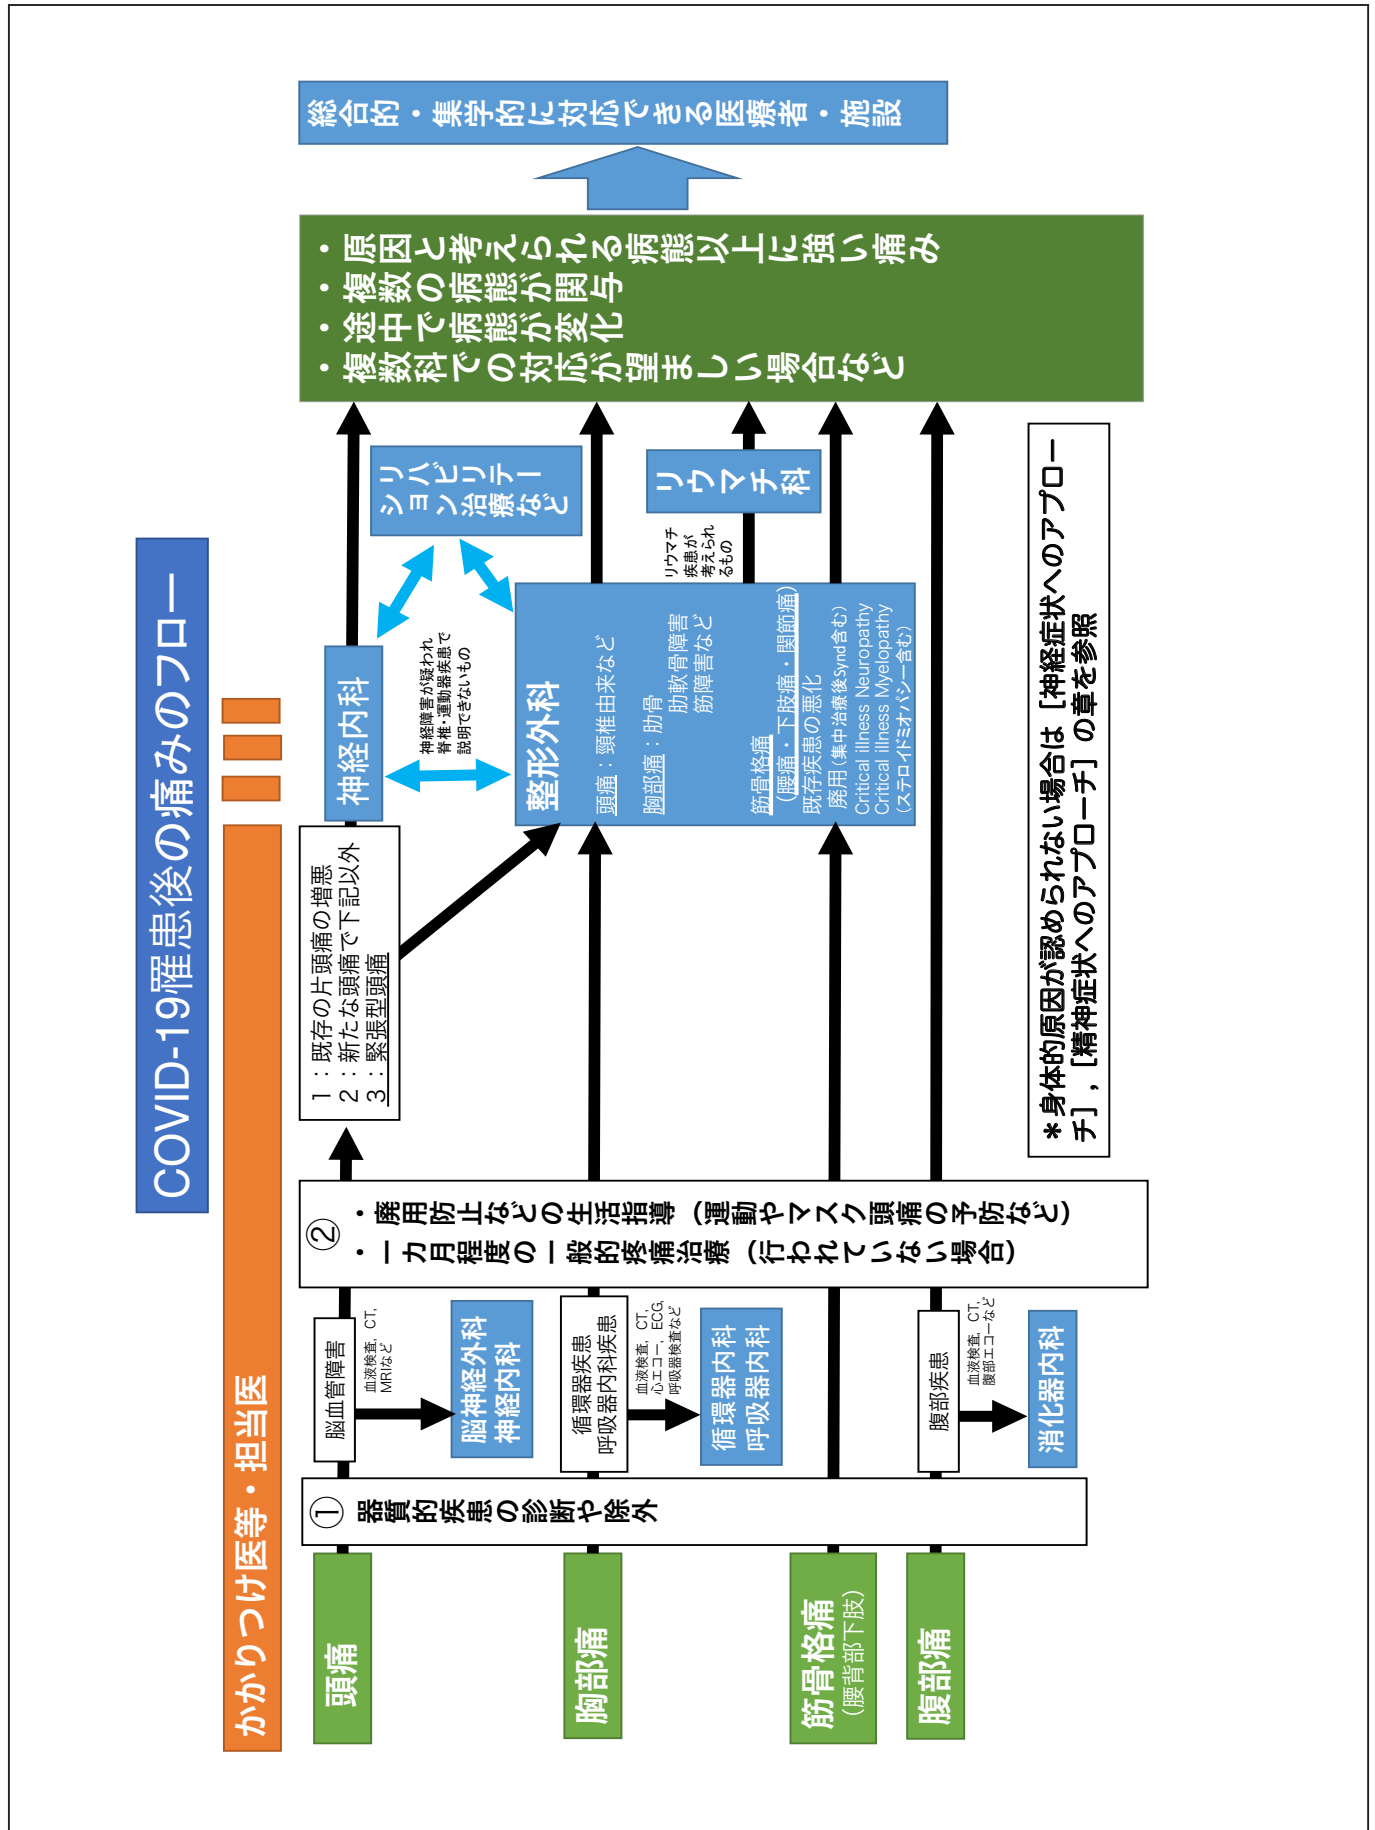 COVID-19罹患後の痛みのフロー
かかりつけ医等・担当医
頭痛
胸部痛
筋骨格痛
（腰背部下肢）
腹部痛
① 器質的疾患の診断や除外
脳血管障害
血液検査，CT，
MRIなど
脳神経外科
神経内科
循環器疾患
呼吸器内科疾患
血液検査，CT，
心エコー，ECG，
呼吸器検査など
循環器内科
呼吸器内科
腹部疾患
血液検査，CT，
腹部エコーなど
消化器内科
②・廃用防止などの生活指導（運動やマスク頭痛の予防など）
・一カ月程度の一般的疼痛治療（行われていない場合）
1：既存の片頭痛の増悪
2：新たな頭痛で下記以外
3：緊張型頭痛
神経内科
神経障害が疑われ
脊椎・運動器疾患で
説明できないもの
リハビリテー
ション治療など
整形外科
頭痛：頸椎由来など
胸部痛：肋骨
肋軟骨障害
筋障害など
筋骨格痛
（腰痛・下肢痛・関節痛）
既存疾患の悪化
廃用（集中治療後Synd含む）
Critical illness Neuropathy
Critical illness Myelopathy
（ステロイドミオパシー含む）
リウマチ
疾患が
考えられ
るもの
リウマチ科
・原因と考えられる病態以上に強い痛み
・複数の病態が関与
・途中で病態が変化
・複数科での対応が望ましい場合など
総合的・集学的に対応できる医療者・施設
＊身体的原因が認められない場合は［神経症状へのアプロー
チ］，［精神症状へのアプローチ］の章を参照